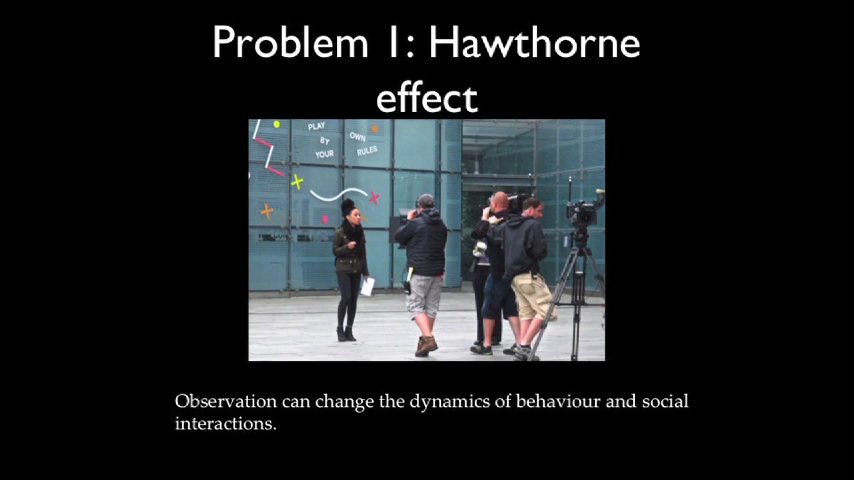 Problem 1: Hawthorne
effect
PLAY
BY
YOUR
OWN
RULES
Observation can change the dynamics of behaviour and social
interactions.